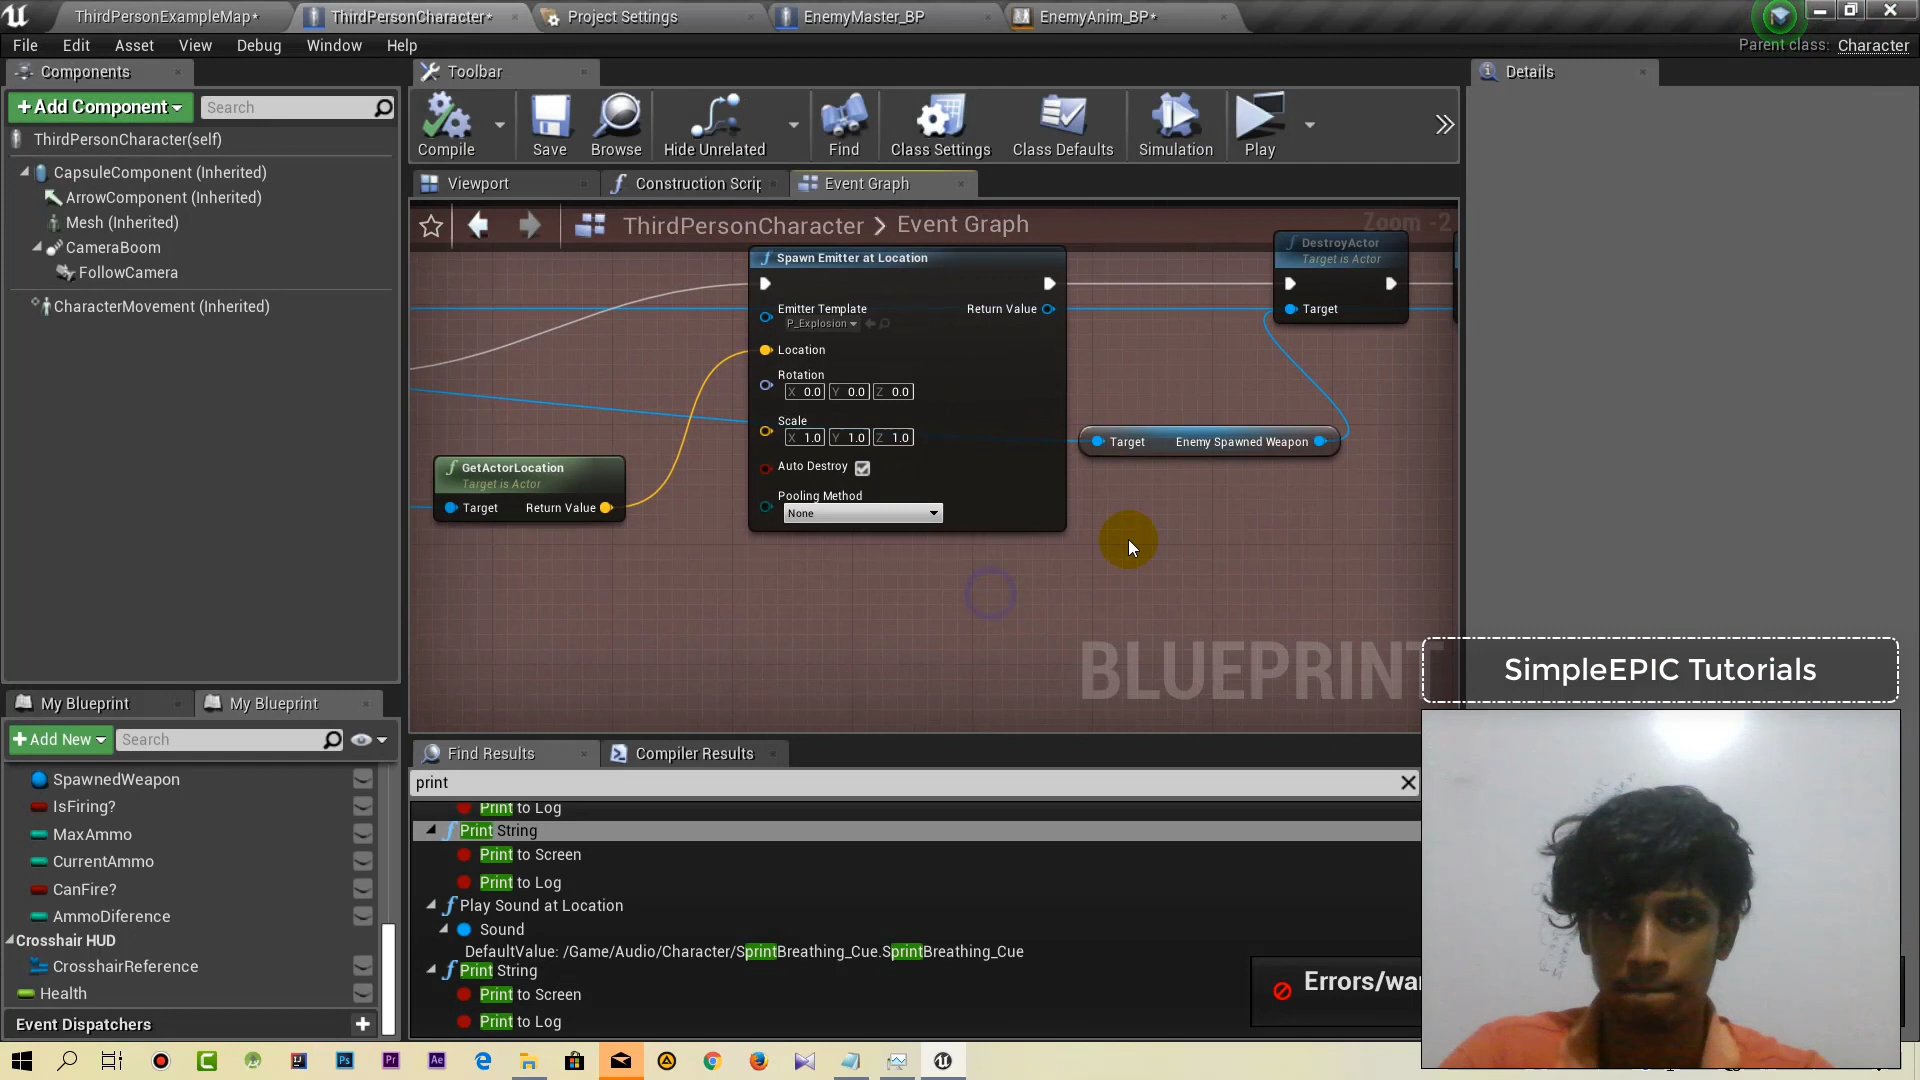 ThirdPersonExampleMap*
ThirdPersonCharacter*
Project Settings
EnemyMaster_BP
EnemyAnim_BP*
File Edit Asset View Debug Window Help
Parent class: Character
Components
+Add Component
Search
ThirdPersonCharacter(self)
CapsuleComponent (Inherited)
ArrowComponent (Inherited)
Mesh (Inherited)
CameraBoom
FollowCamera
CharacterMovement (Inherited)
Toolbar
Compile
Save
Browse
Hide Unrelated
Find
Class Settings
Class Defaults
Simulation
Play
Viewport
Construction Scrip
Event Graph
ThirdPersonCharacter > Event Graph
Zoom -2
Spawn Emitter at Location
Emitter Template
P_Explosion
Return Value
Location
Rotation
X 0.0 Y 0.0 Z 0.0
Scale
X 1.0 Y 1.0 Z 1.0
Auto Destroy
Pooling Method
None
GetActorLocation
Target is Actor
Target Return Value
DestroyActor
Target is Actor
Target
Target Enemy Spawned Weapon
BLUEPRINT
Details
My Blueprint
My Blueprint
+Add New
Search
SpawnedWeapon
IsFiring?
MaxAmmo
CurrentAmmo
CanFire?
AmmoDiference
Crosshair HUD
CrosshairReference
Health
Event Dispatchers
Find Results
Compiler Results
print
Print to Log
Print String
Print to Screen
Print to Log
Play Sound at Location
Sound
DefaultValue: /Game/Audio/Character/SprintBreathing_Cue.SprintBreathing_Cue
Print String
Print to Screen
Print to Log
Errors/wa
SimpleEPIC Tutorials
Ps
Pr
Ae